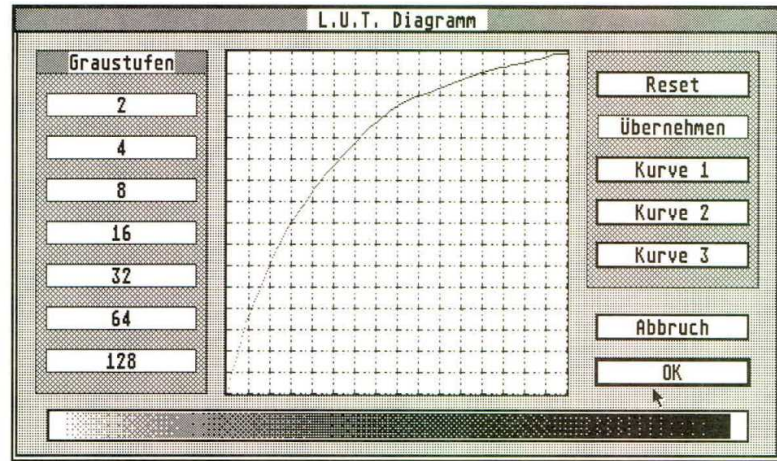 L.U.T. Diagramm
Graustufen
2
4
8
16
32
64
128
Reset
Übernehmen
Kurve 1
Kurve 2
Kurve 3
Abbruch
OK